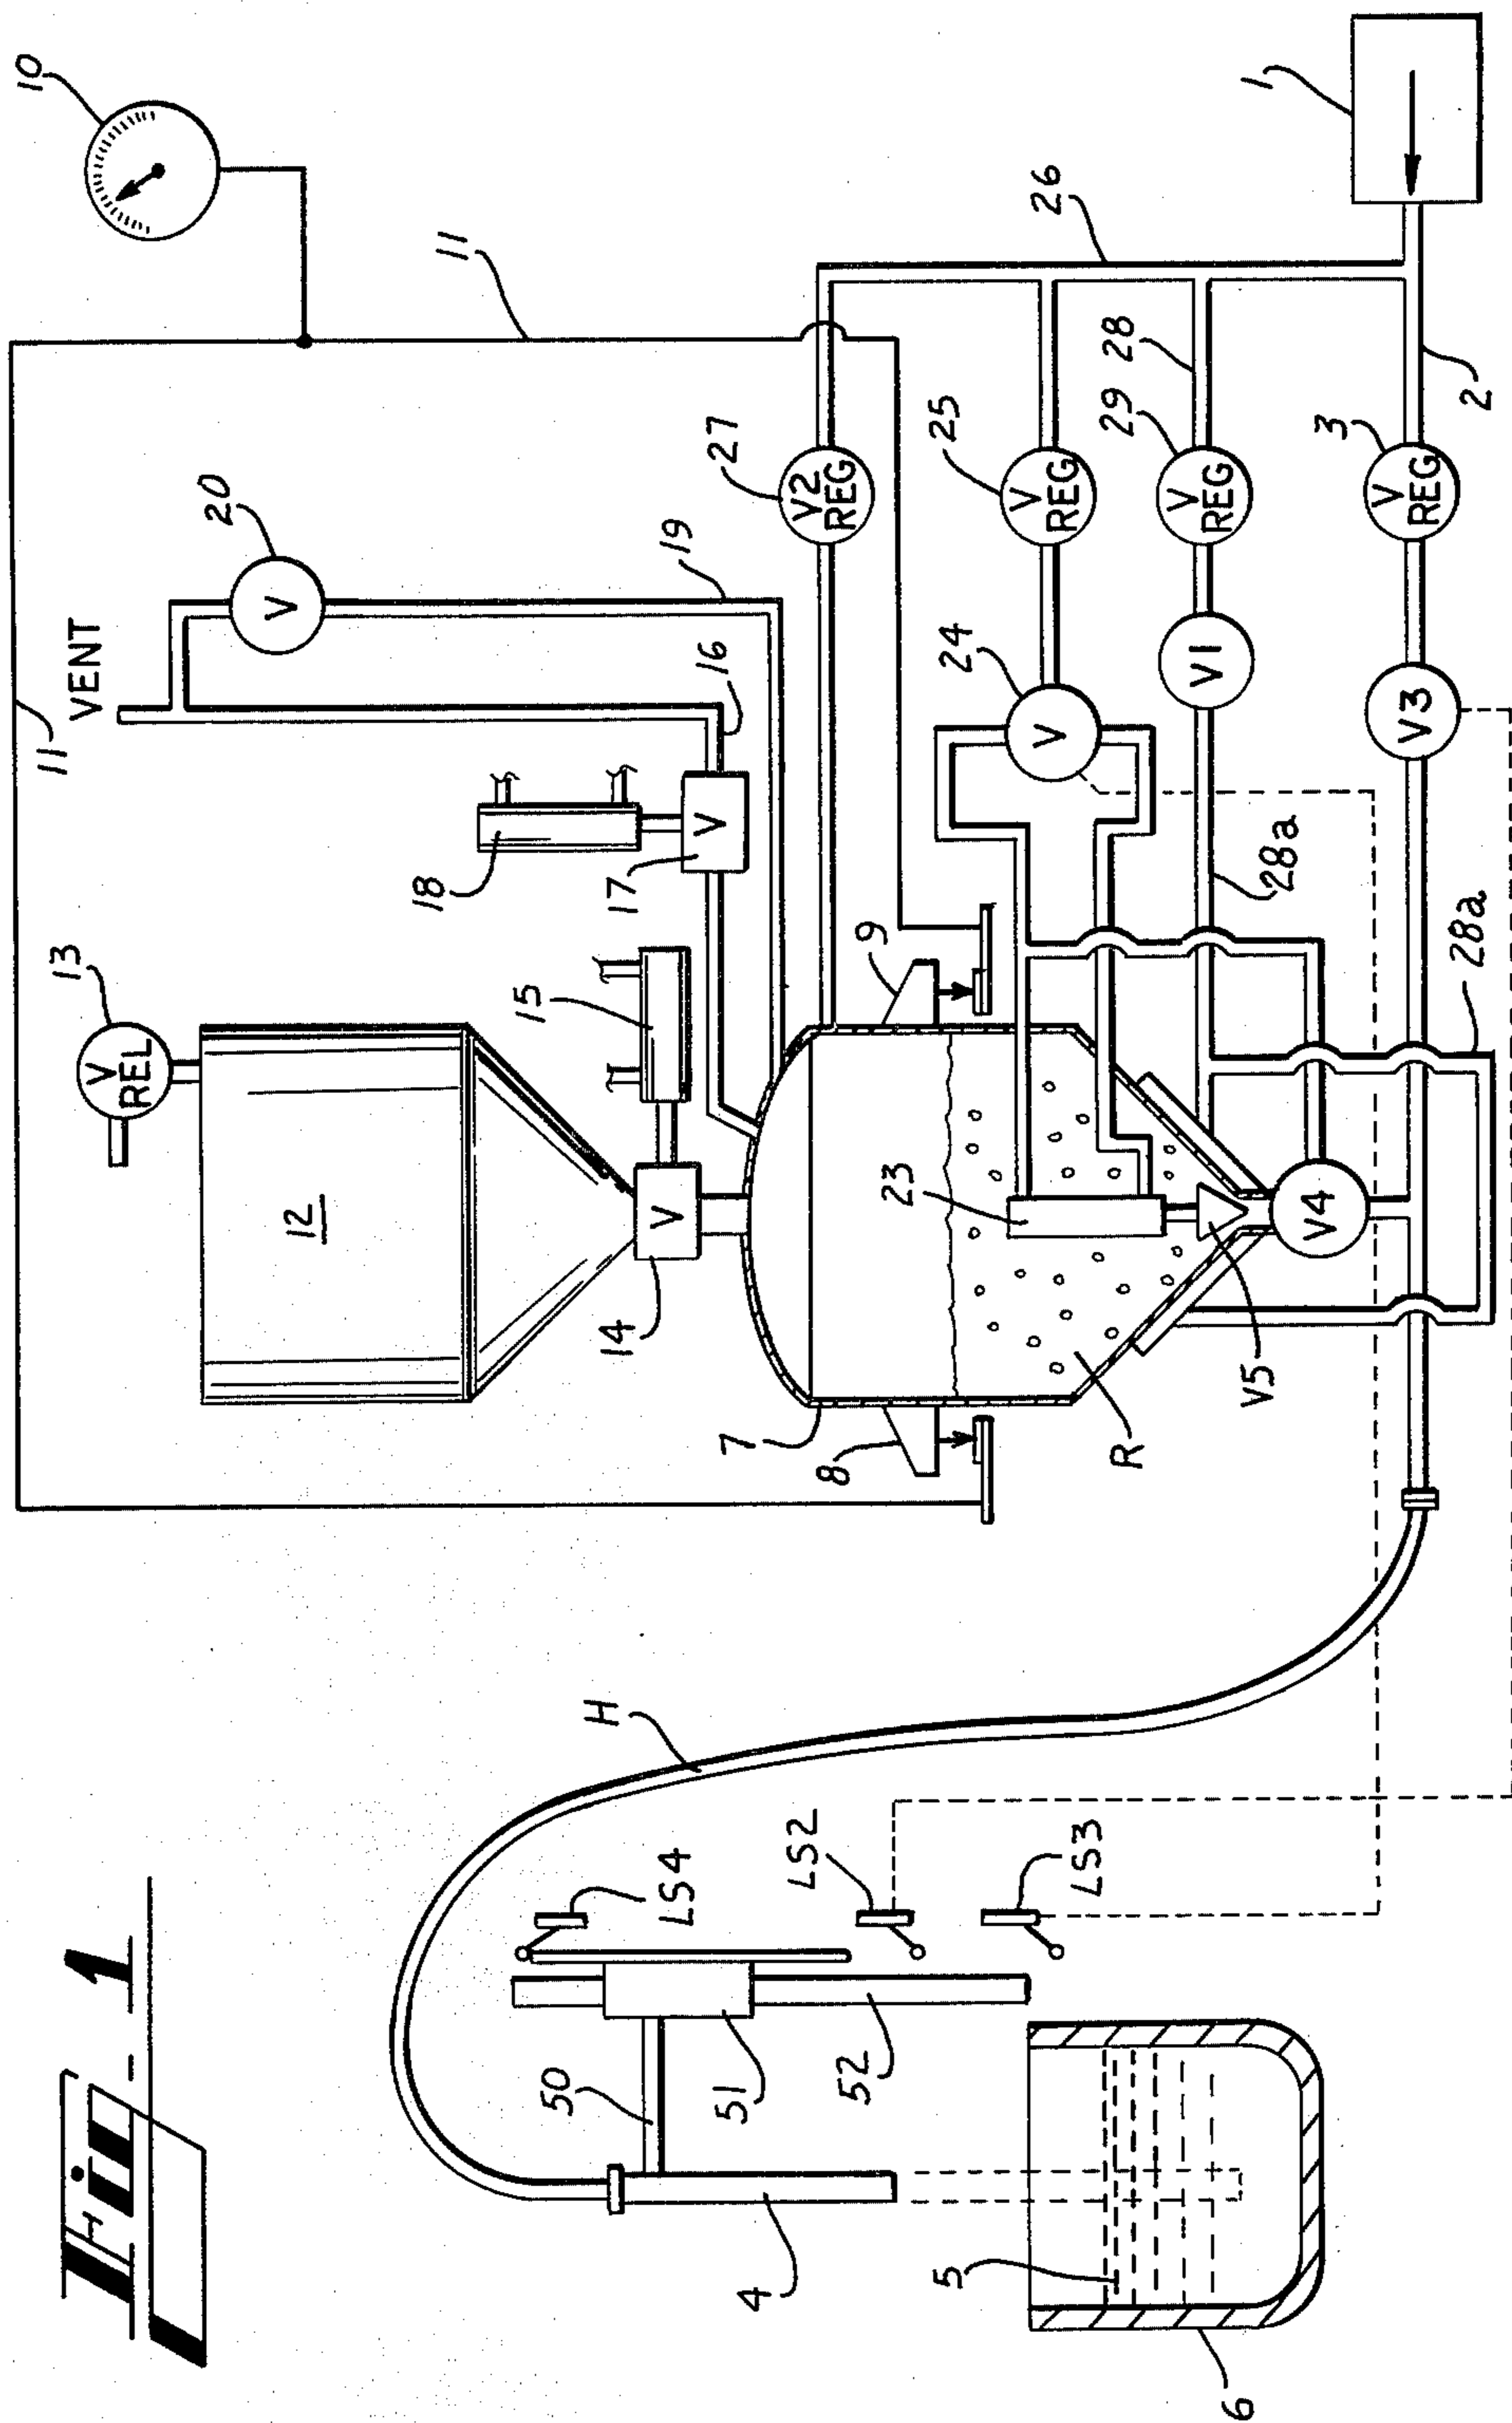 Fig-1
10
11
11
VENT
20
13
V
REL
V
12
15
18
17
V
16
19
27
V2
REG
26
14
V
7
8
9
24
V
25
V
REG
28
29
V
REG
V1
28a
1
23
R
V5
V4
3
V
REG
V3
2
28a
H
LS4
LS2
LS3
50
51
52
4
5
6